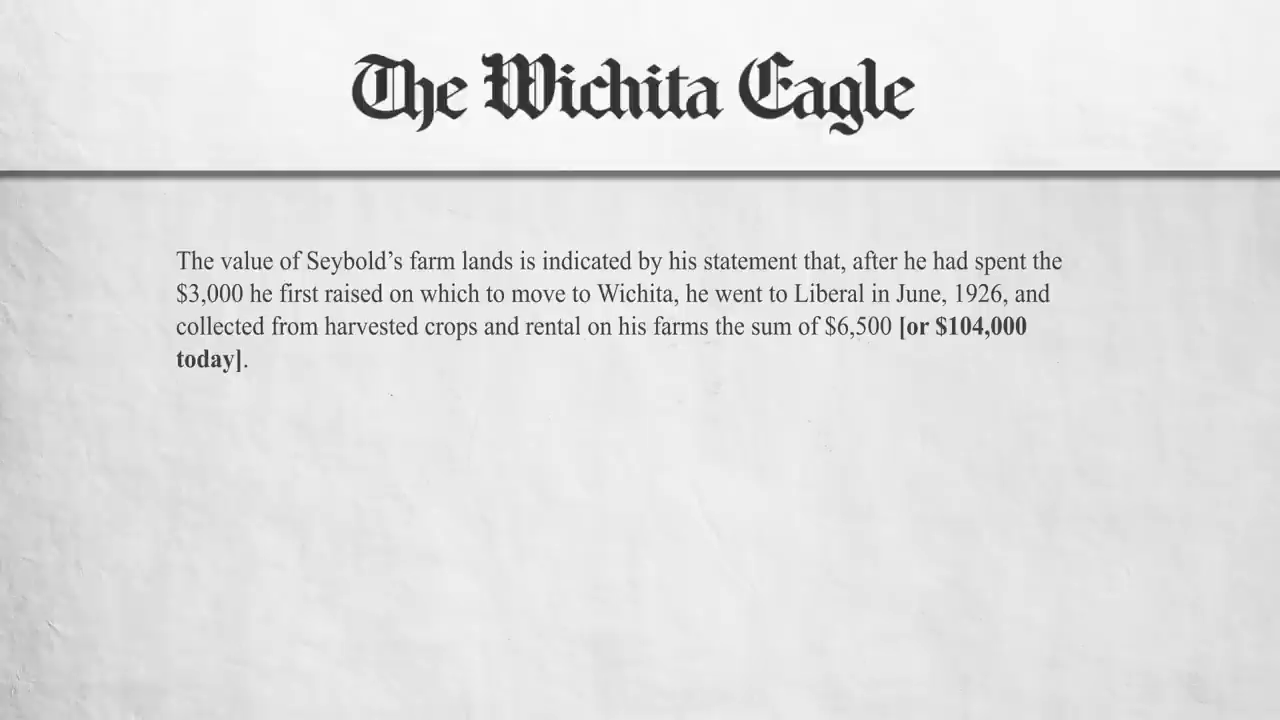 The Wichita Eagle
The value of Seybold’s farm lands is indicated by his statement that, after he had spent the
$3,000 he first raised on which to move to Wichita, he went to Liberal in June, 1926, and
collected from harvested crops and rental on his farms the sum of $6,500 [or $104,000
today].